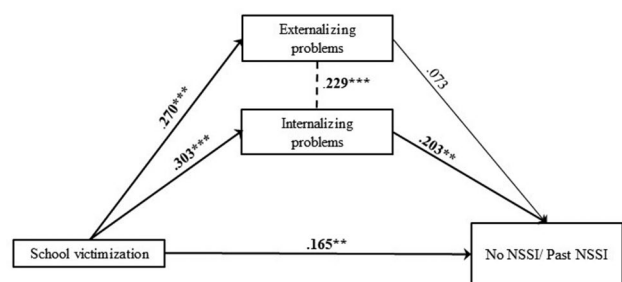 Externalizing
problems
.270***
.229***
.073
Internalizing
problems
.303***
.203**
School victimization
.165**
No NSSI/ Past NSSI